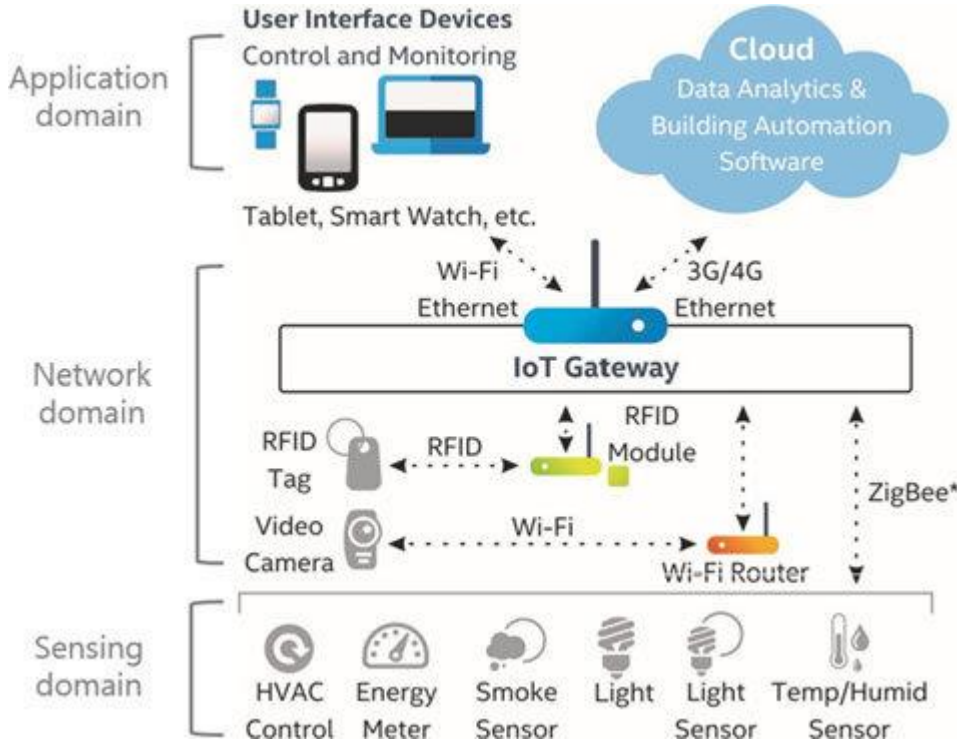 User Interface Devices
Control and Monitoring
Application
domain
Tablet, Smart Watch, etc.
Cloud
Data Analytics &
Building Automation
Software
Wi-Fi
Ethernet
3G/4G
Ethernet
Network
domain
IoT Gateway
RFID
Tag
RFID
RFID
Module
ZigBee*
Video
Camera
Wi-Fi
Wi-Fi Router
Sensing
domain
HVAC
Control
Energy
Meter
Smoke
Sensor
Light
Light
Sensor
Temp/Humid
Sensor